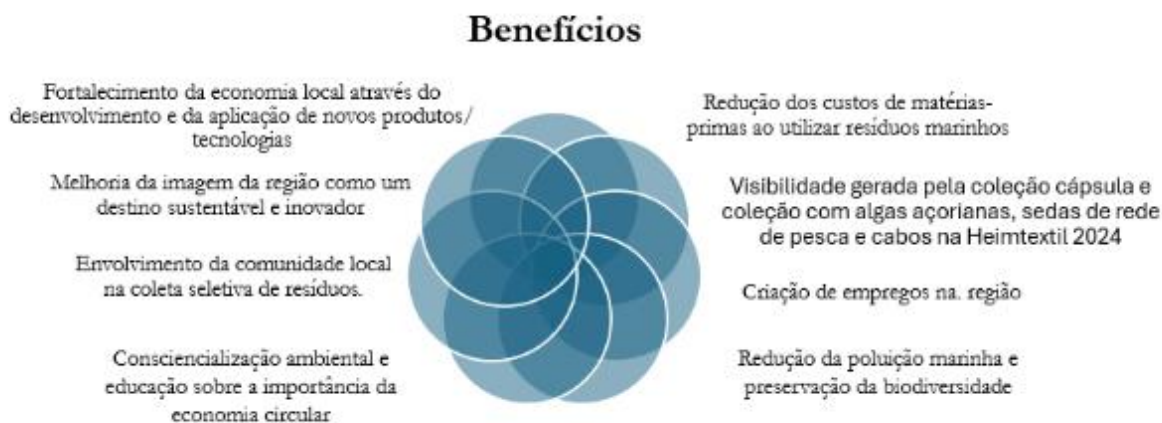 Benefícios
Fortalecimento da economia local através do
desenvolvimento e da aplicação de novos produtos/
tecnologias
Melhoria da imagem da região como um
destino sustentável e inovador
Envolvimento da comunidade local
na coleta seletiva de resíduos.
Consciencialização ambiental e
educação sobre a importância da
economia circular
Redução dos custos de matérias-
primas ao utilizar resíduos marinhos
Visibilidade gerada pela coleção cápsula e
coleção com algas açorianas, sedas de rede
de pesca e cabos na Heimtextil 2024
Criação de empregos na. região
Redução da poluição marinha e
preservação da biodiversidade